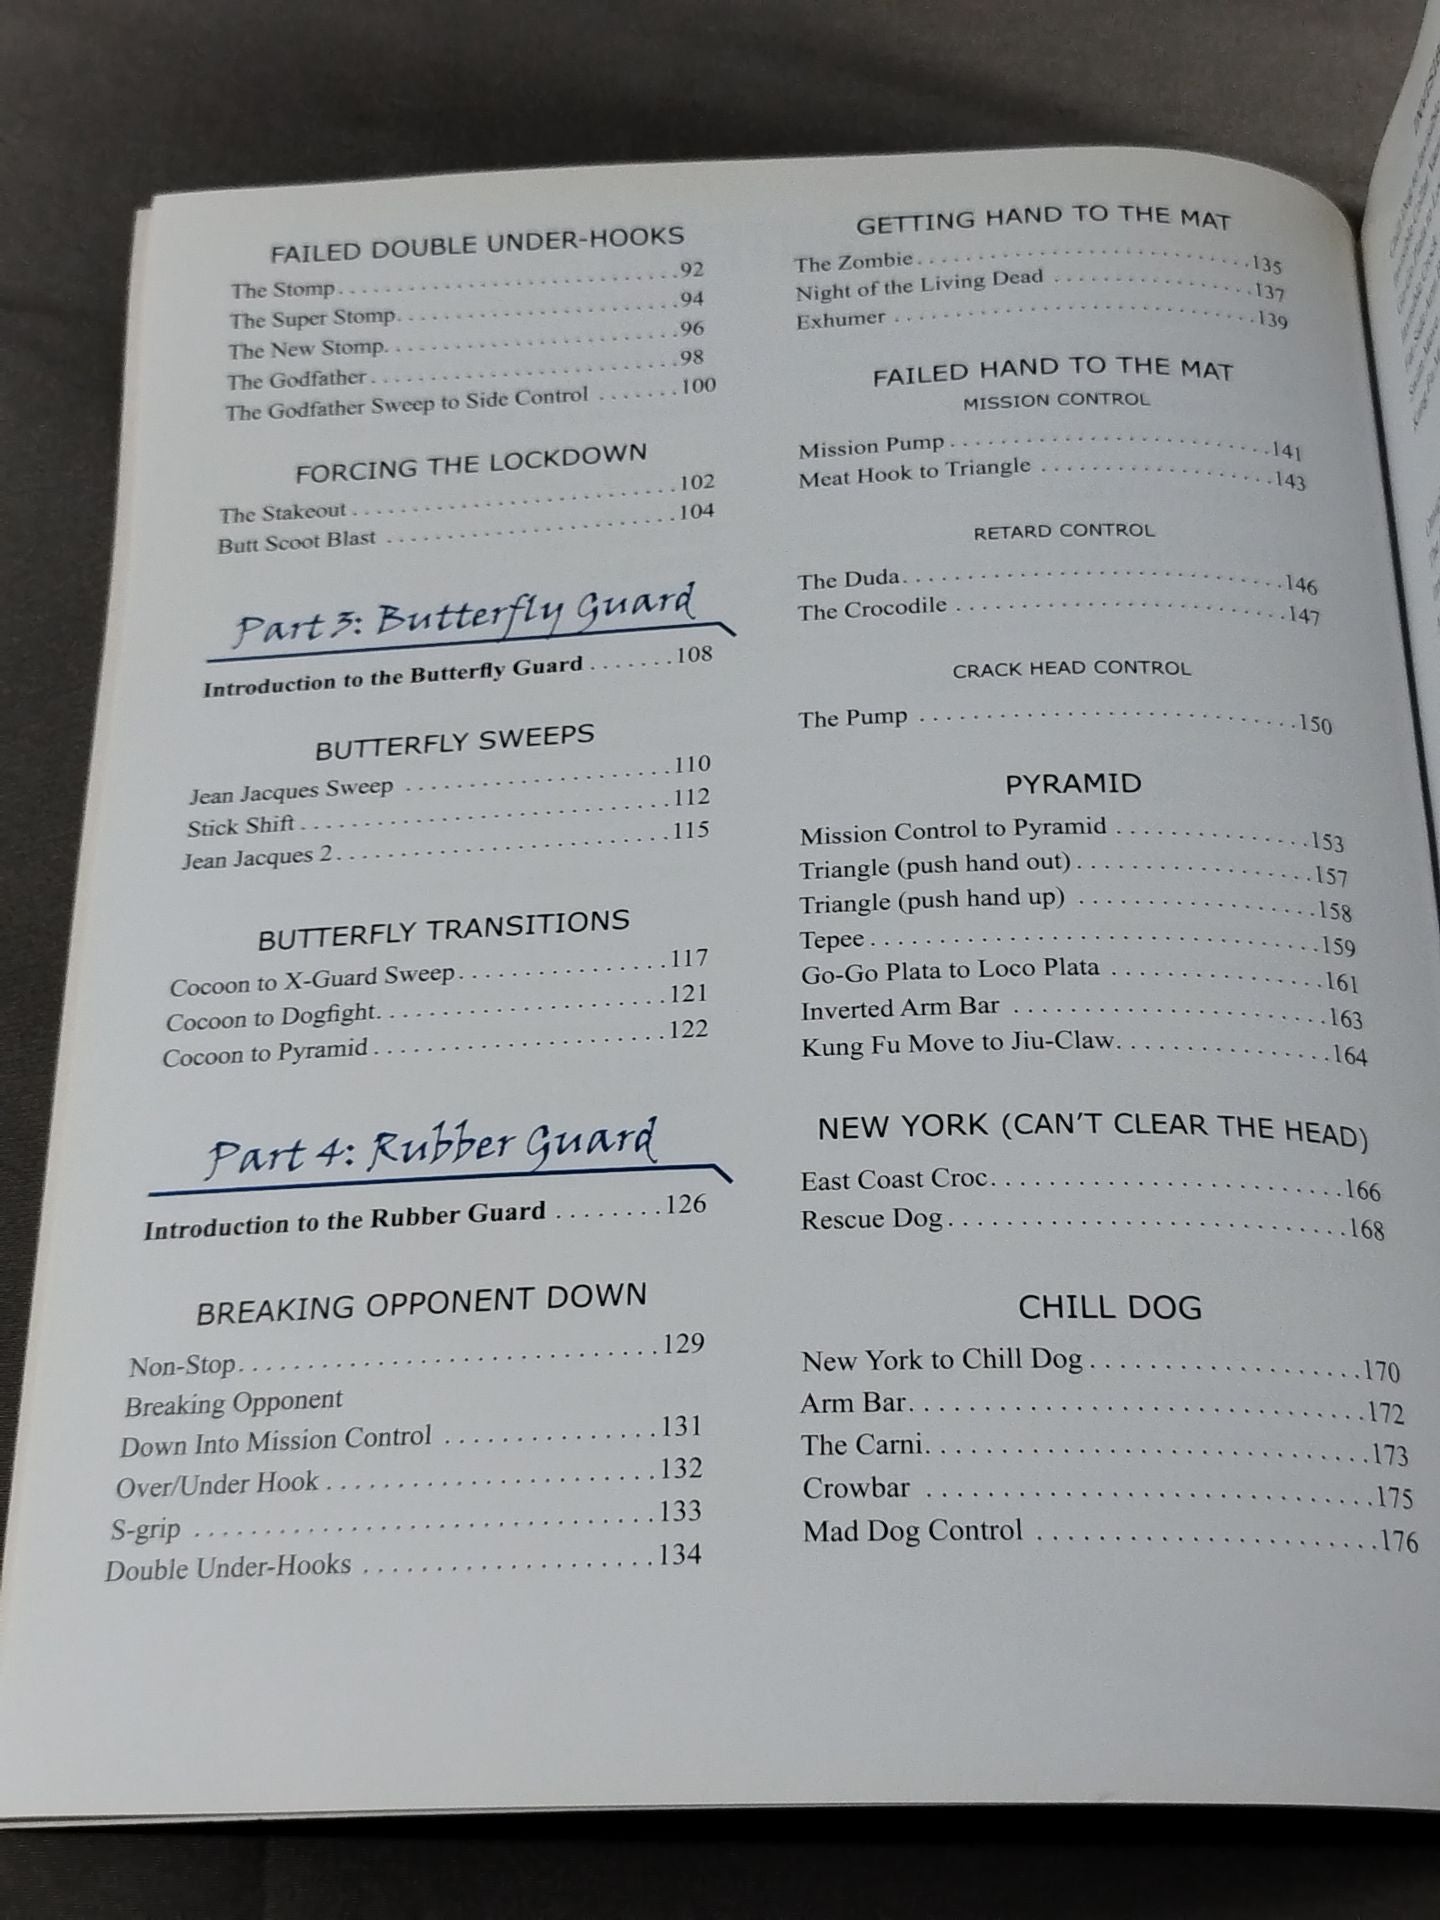 FAILED DOUBLE UNDER-HOOKS
The Stomp. . . . . . . . . . . . . . . . . . . . . . . . . . .92
The Super Stomp. . . . . . . . . . . . . . . . . . . . . .94
The New Stomp. . . . . . . . . . . . . . . . . . . . . . .96
The Godfather. . . . . . . . . . . . . . . . . . . . . . . .98
The Godfather Sweep to Side Control . . . . . . .100
FORCING THE LOCKDOWN
The Stakeout. . . . . . . . . . . . . . . . . . . . . . . . . .102
Butt Scoot Blast . . . . . . . . . . . . . . . . . . . . . . .104
Part 3: Butterfly Guard
Introduction to the Butterfly Guard . . . . . . .108
BUTTERFLY SWEEPS
Jean Jacques Sweep . . . . . . . . . . . . . . . . . . . . .110
Stick Shift. . . . . . . . . . . . . . . . . . . . . . . . . . . . .112
Jean Jacques 2. . . . . . . . . . . . . . . . . . . . . . . . . .115
BUTTERFLY TRANSITIONS
Cocoon to X-Guard Sweep. . . . . . . . . . . . . . . .117
Cocoon to Dogfight. . . . . . . . . . . . . . . . . . . . . .121
Cocoon to Pyramid. . . . . . . . . . . . . . . . . . . . . .122
Part 4: Rubber Guard
Introduction to the Rubber Guard . . . . . . . .126
BREAKING OPPONENT DOWN
Non-Stop. . . . . . . . . . . . . . . . . . . . . . . . . . . . . .129
Breaking Opponent
Down Into Mission Control . . . . . . . . . . . . . . .131
Over/Under Hook. . . . . . . . . . . . . . . . . . . . . . .132
S-grip . . . . . . . . . . . . . . . . . . . . . . . . . . . . . . . .133
Double Under-Hooks . . . . . . . . . . . . . . . . . . . .134
GETTING HAND TO THE MAT
The Zombie. . . . . . . . . . . . . . . . . . . . . . . . . . .135
Night of the Living Dead . . . . . . . . . . . . . . . .137
Exhumer . . . . . . . . . . . . . . . . . . . . . . . . . . . . .139
FAILED HAND TO THE MAT
MISSION CONTROL
Mission Pump. . . . . . . . . . . . . . . . . . . . . . . . .141
Meat Hook to Triangle . . . . . . . . . . . . . . . . . .143
RETARD CONTROL
The Duda. . . . . . . . . . . . . . . . . . . . . . . . . . . . .146
The Crocodile . . . . . . . . . . . . . . . . . . . . . . . . .147
CRACK HEAD CONTROL
The Pump . . . . . . . . . . . . . . . . . . . . . . . . . . . .150
PYRAMID
Mission Control to Pyramid . . . . . . . . . . . . . . .153
Triangle (push hand out). . . . . . . . . . . . . . . . . .157
Triangle (push hand up) . . . . . . . . . . . . . . . . . .158
Tepee. . . . . . . . . . . . . . . . . . . . . . . . . . . . . . . . .159
Go-Go Plata to Loco Plata . . . . . . . . . . . . . . . .161
Inverted Arm Bar . . . . . . . . . . . . . . . . . . . . . . .163
Kung Fu Move to Jiu-Claw. . . . . . . . . . . . . . . .164
NEW YORK (CAN'T CLEAR THE HEAD)
East Coast Croc. . . . . . . . . . . . . . . . . . . . . . . . .166
Rescue Dog. . . . . . . . . . . . . . . . . . . . . . . . . . . .168
CHILL DOG
New York to Chill Dog. . . . . . . . . . . . . . . . . . .170
Arm Bar. . . . . . . . . . . . . . . . . . . . . . . . . . . . . . .172
The Carni. . . . . . . . . . . . . . . . . . . . . . . . . . . . . .173
Crowbar . . . . . . . . . . . . . . . . . . . . . . . . . . . . . .175
Mad Dog Control . . . . . . . . . . . . . . . . . . . . . . .176